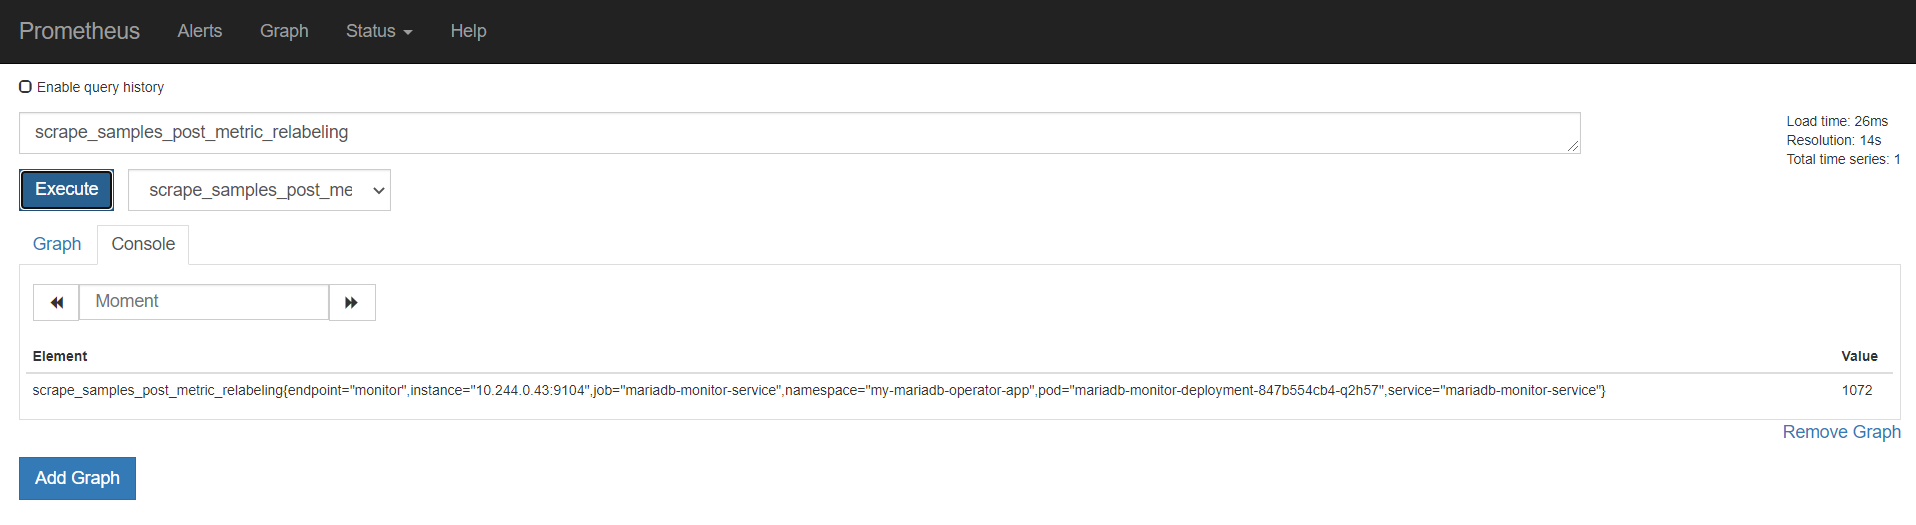 Prometheus Alerts Graph Status Help
Enable query history
scrape_samples_post_metric_relabeling
Load time: 26ms
Resolution: 14s
Total time series: 1
Execute scrape_samples_post_me
Graph Console
Moment
Element Value
scrape_samples_post_metric_relabeling{endpoint="monitor",instance="10.244.0.43:9104",job="mariadb-monitor-service",namespace="my-mariadb-operator-app",pod="mariadb-monitor-deployment-847b554cb4-q2h57",service="mariadb-monitor-service"} 1072
Remove Graph
Add Graph